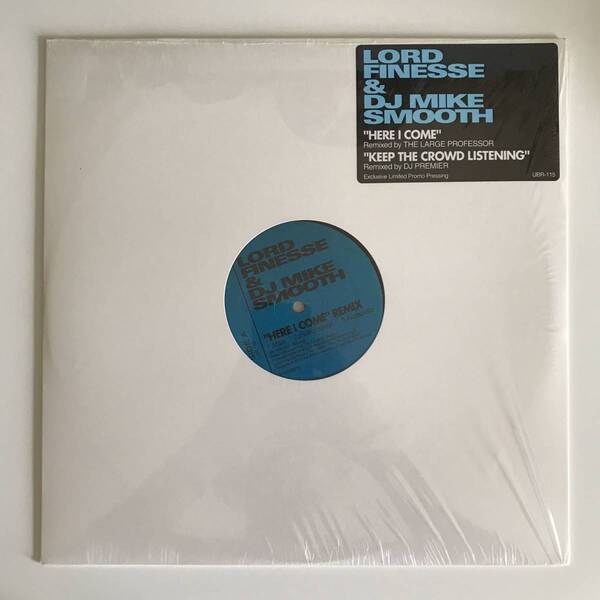 LORD
FINESSE
&
DJ MIKE
SMOOTH
"HERE I COME"
Remixed by THE LARGE PROFESSOR
"KEEP THE CROWD LISTENING"
Remixed by DJ PREMIER
Exclusive Limited Promo Pressing
UBR-115
LORD
FINESSE
&
DJ MIKE
SMOOTH
"HERE I COME" REMIX